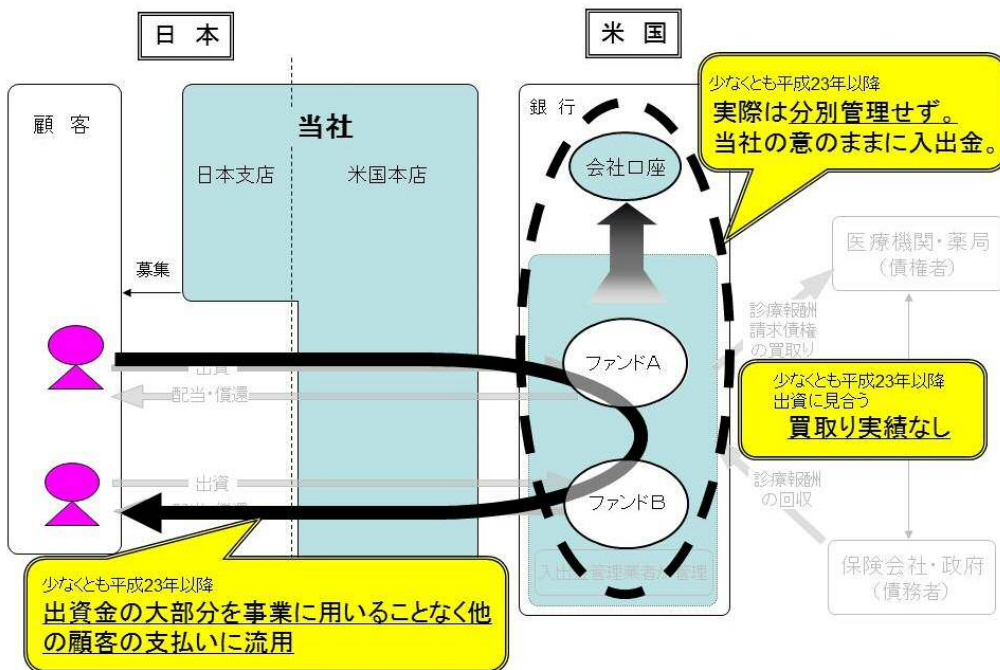 日 本
米 国
顧 客
当社
日本支店
米国本店
募集
銀 行
会社口座
少なくとも平成23年以降
実際は分別管理せず。
当社の意のままに入出金。
医療機関・薬局
(債権者)
診療報酬
請求債権
の買取り
ファンドA
出資
配当・償還
少なくとも平成23年以降
出資に見合う
買取り実績なし
出資
配当・償還
ファンドB
診療報酬
の回収
入出金管理業者が管理
保険会社・政府
(債務者)
少なくとも平成23年以降
出資金の大部分を事業に用いることなく他
の顧客の支払いに流用